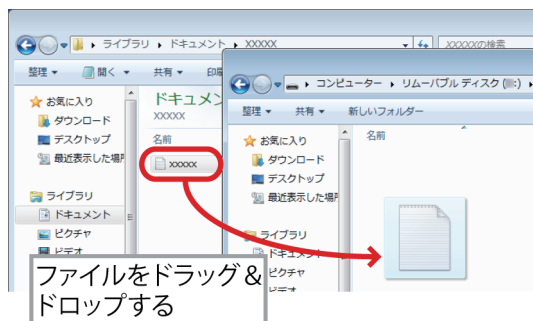 ライブラリ ▸ ドキュメント ▸ XXXXX
XXXXXの検索
整理 ▼ 開く ▼ 共有 ▼
お気に入り
ダウンロード
デスクトップ
最近表示した場所
ライブラリ
ドキュメント
ピクチャ
ビデオ
ドキュメン
XXXXX
名前
xxxxx
コンピューター ▸ リムーバブル ディスク
整理 ▼ 共有 ▼ 新しいフォルダー
お気に入り
ダウンロード
デスクトップ
最近表示した場所
ライブラリ
ドキュメント
ピクチャ
ビデオ
名前
ファイルをドラッグ&
ドロップする